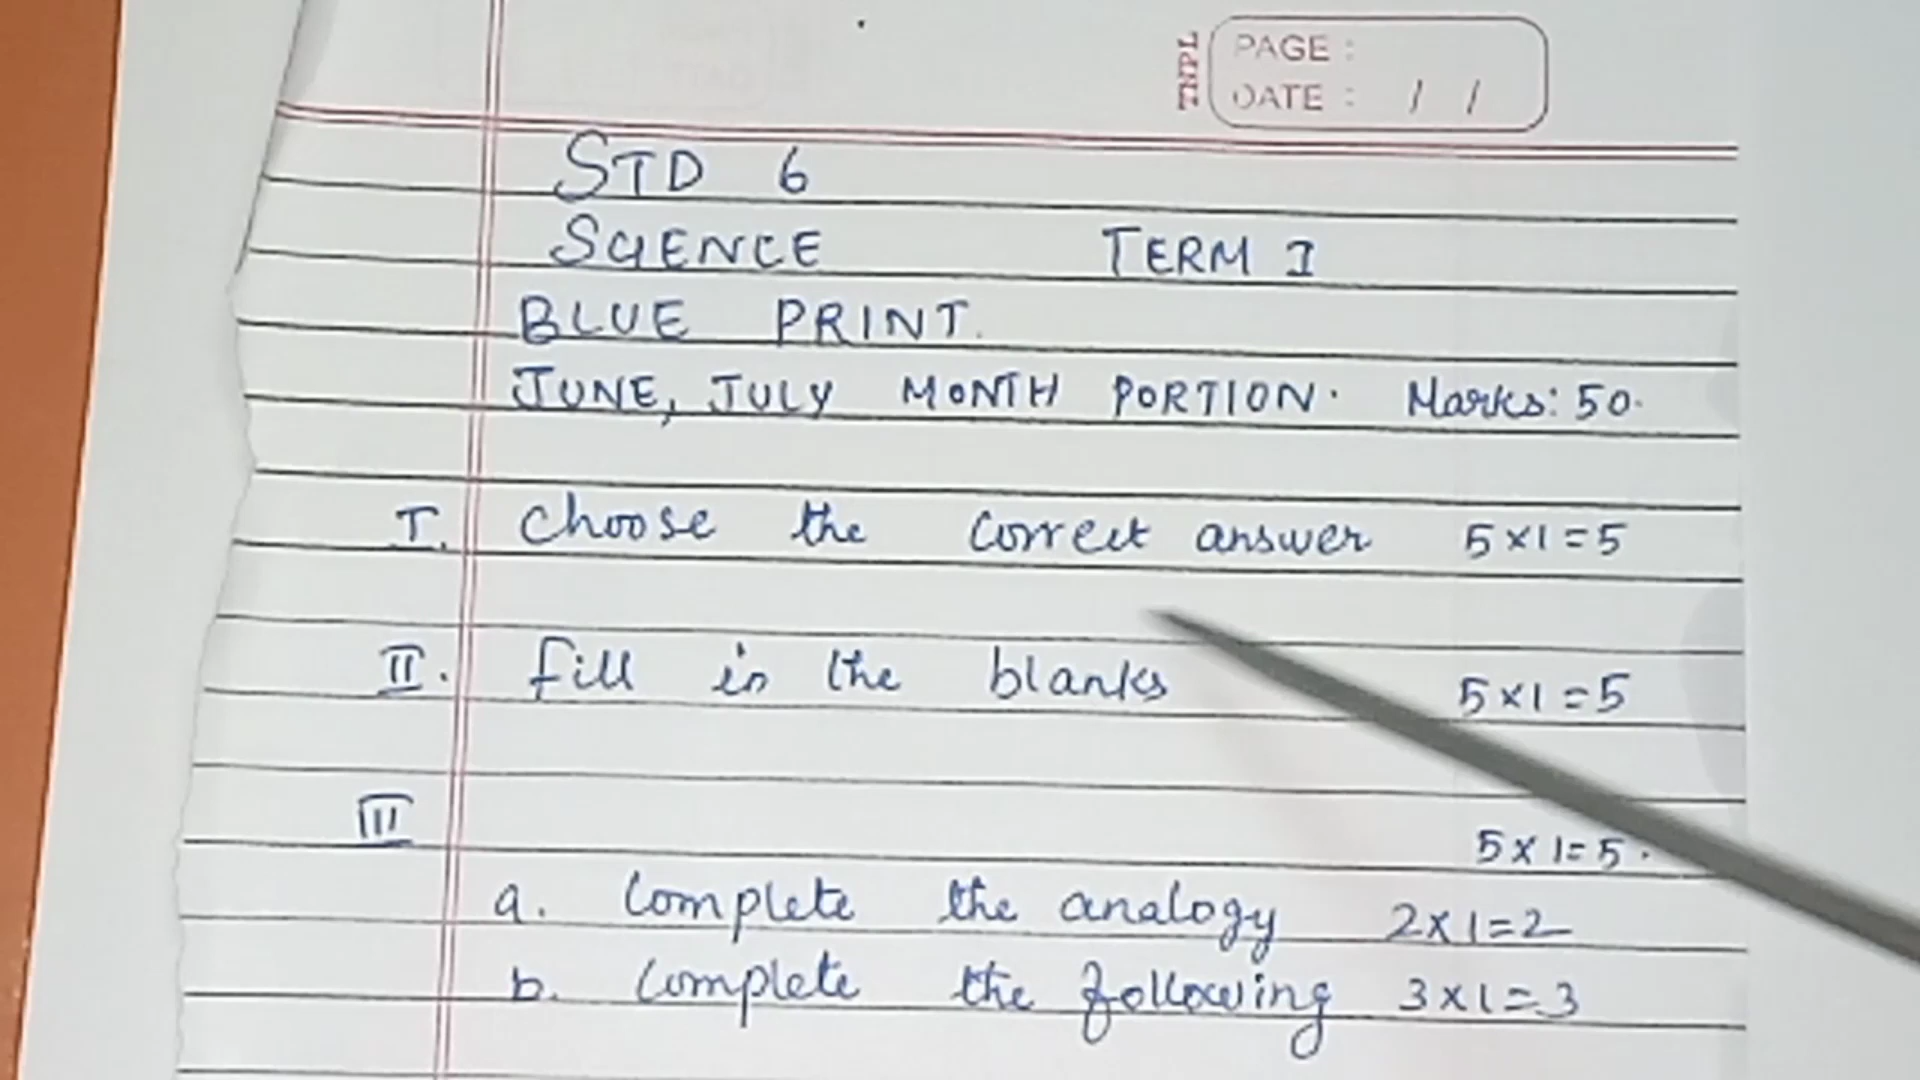 TNPL
PAGE :
DATE : / /
STD 6
SCIENCE TERM I
BLUE PRINT.
JUNE, JULY MONTH PORTION. Marks: 50.
I. Choose the correct answer 5 x 1 = 5
II. Fill in the blanks 5 x 1 = 5
III 5 x 1 = 5.
a. Complete the analogy 2 x 1 = 2
b. Complete the following 3 x 1 = 3